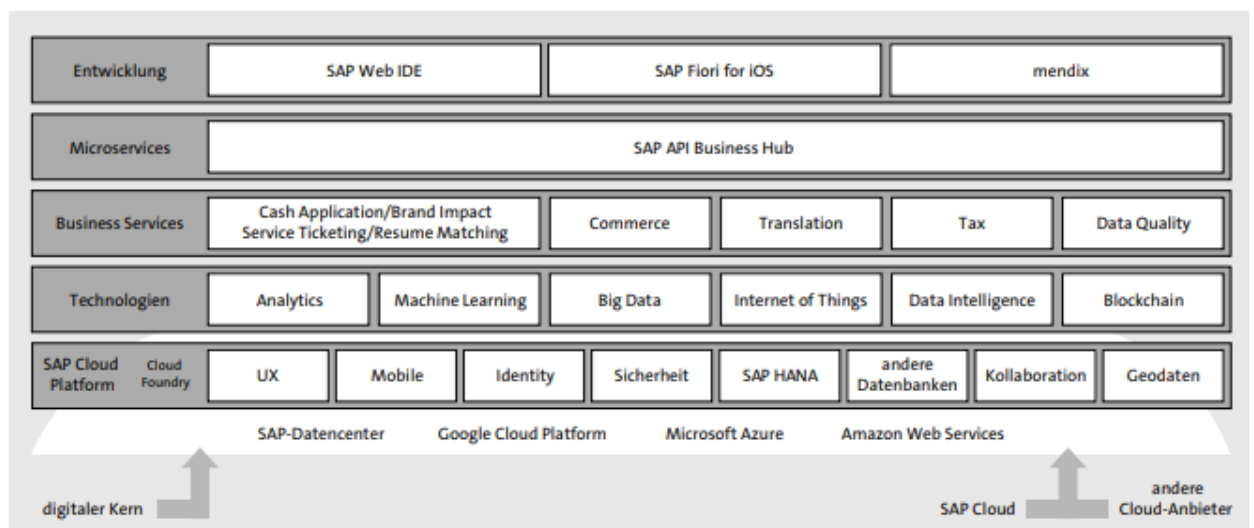 Entwicklung
SAP Web IDE
SAP Fiori for iOS
mendix
Microservices
SAP API Business Hub
Business Services
Cash Application/Brand Impact
Service Ticketing/Resume Matching
Commerce
Translation
Tax
Data Quality
Technologien
Analytics
Machine Learning
Big Data
Internet of Things
Data Intelligence
Blockchain
SAP Cloud
Platform
Cloud
Foundry
UX
Mobile
Identity
Sicherheit
SAP HANA
andere
Datenbanken
Kollaboration
Geodaten
SAP-Datencenter
Google Cloud Platform
Microsoft Azure
Amazon Web Services
digitaler Kern
SAP Cloud
andere
Cloud-Anbieter